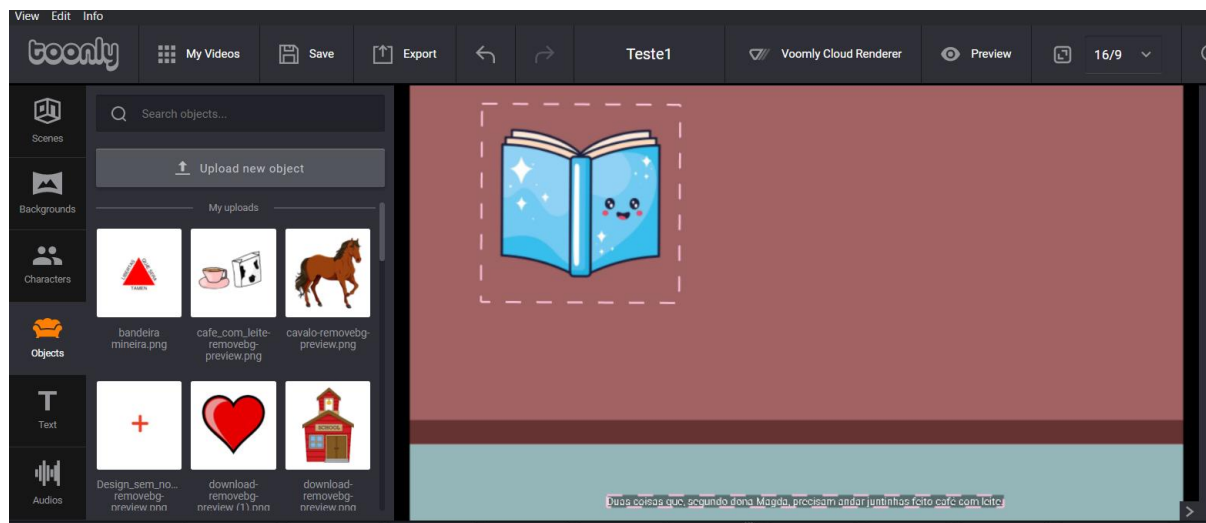 View Edit Info
toonly
My Videos
Save
Export
Teste1
Voomly Cloud Renderer
Preview
16/9
Scenes
Backgrounds
Characters
Objects
Text
Audios
Search objects...
Upload new object
My uploads
TAMEN
bandeira
mineira.png
cafe_com_leite-
removebg-
preview.png
cavalo-removebg-
preview.png
SCHOOL
Design_sem_no...
removebg-
preview.png
download-
removebg-
preview (1).png
download-
removebg-
preview.png
Duas coisas que, segundo dona Magda, precisam andar juntinhas feito café com leite